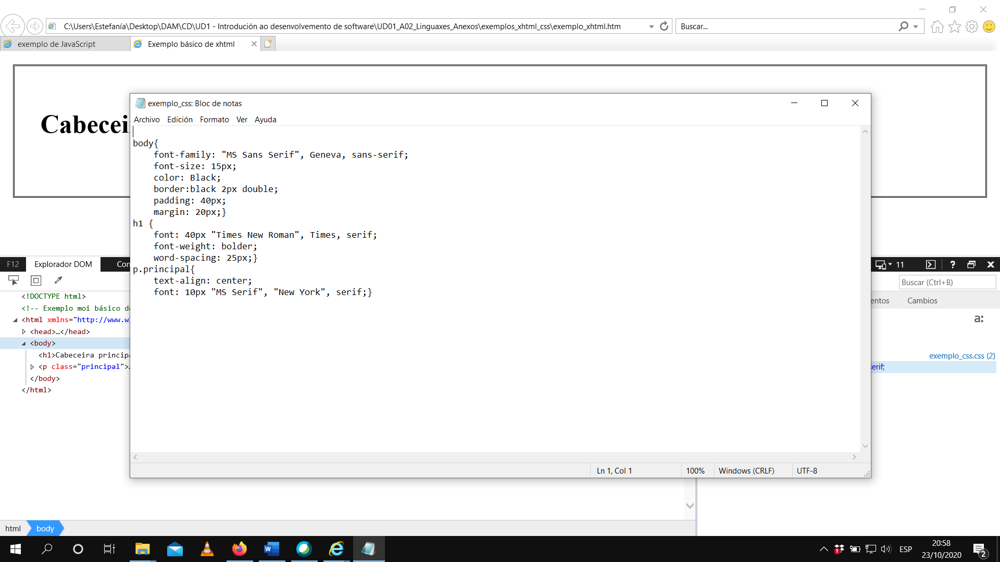 C:\Users\Estefanía\Desktop\DAM\CD\UD1 - Introdución ao desenvolvemento de software\UD01_A02_Linguaxes_Anexos\exemplos_xhtml_css\exemplo_xhtml.htm
Buscar...
exemplo de JavaScript
Exemplo básico de xhtml
Cabecei
exemplo_css: Bloc de notas
Archivo Edición Formato Ver Ayuda
body{
font-family: "MS Sans Serif", Geneva, sans-serif;
font-size: 15px;
color: Black;
border:black 2px double;
padding: 40px;
margin: 20px;}
h1 {
font: 40px "Times New Roman", Times, serif;
font-weight: bolder;
word-spacing: 25px;}
p.principal{
text-align: center;
font: 10px "MS Serif", "New York", serif;}
Ln 1, Col 1
100%
Windows (CRLF)
UTF-8
F12
Explorador DOM
Con
11
?
Buscar (Ctrl+B)
entos
Cambios
a:
<!DOCTYPE html>
<!-- Exemplo moi básico d
<html xmlns="http://www.w
<head>…</head>
<body>
<h1>Cabeceira principa
<p class="principal">
</body>
</html>
exemplo_css.css (2)
serif;
html
body
ESP
20:58
23/10/2020
1
2